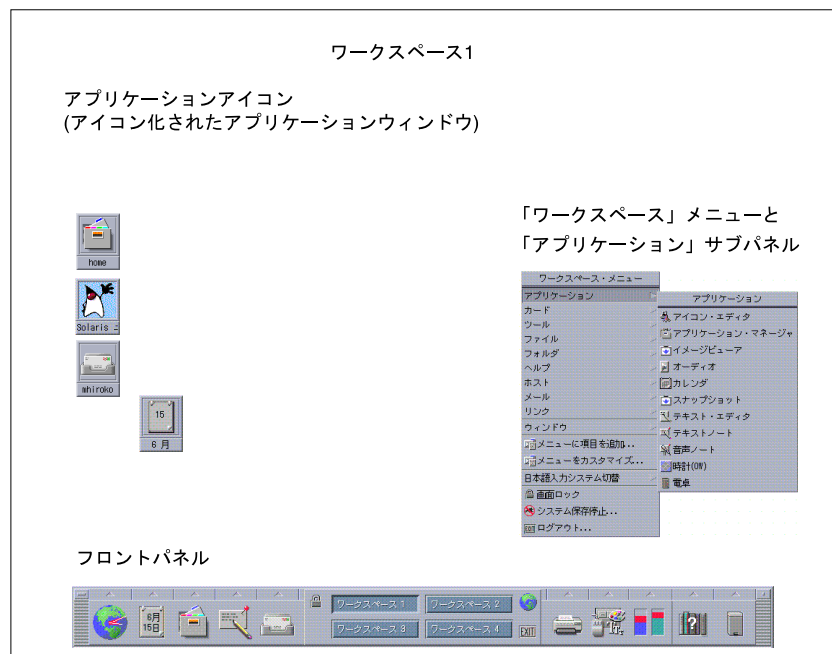 ワークスペース1
アプリケーションアイコン
(アイコン化されたアプリケーションウィンドウ)
home
Solaris ニ
mhiroko
15
6 月
「ワークスペース」メニューと
「アプリケーション」サブパネル
ワークスペース・メニュー
アプリケーション
カード
ツール
ファイル
フォルダ
ヘルプ
ホスト
メール
リンク
ウィンドウ
メニューに項目を追加...
メニューをカスタマイズ...
日本語入力システム切替
画面ロック
システム保存停止...
ログアウト...
アプリケーション
アイコン・エディタ
アプリケーション・マネージャ
イメージビューア
オーディオ
カレンダ
スナップショット
テキスト・エディタ
テキストノート
音声ノート
時計(OW)
電卓
フロントパネル
6月
15日
ワークスペース 1
ワークスペース 2
ワークスペース 3
ワークスペース 4
EXIT